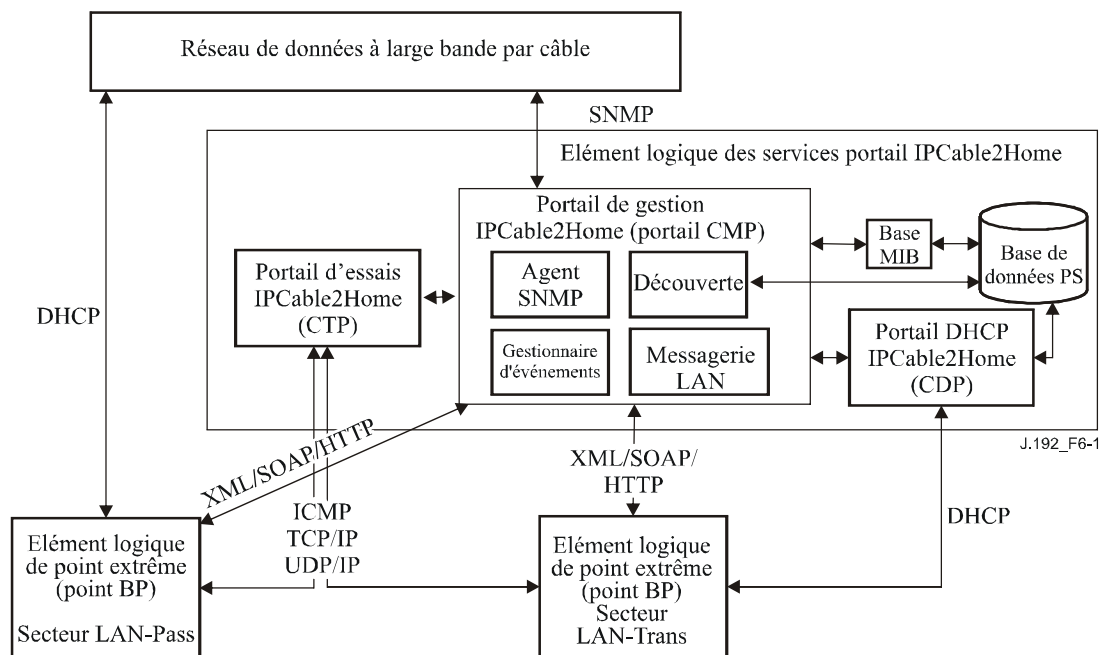 Réseau de données à large bande par câble
SNMP
Elément logique des services portail IPCable2Home
Portail de gestion
IPCable2Home (portail CMP)
Agent
SNMP
Découverte
Gestionnaire
d'événements
Messagerie
LAN
Base
MIB
Base de
données PS
Portail d'essais
IPCable2Home
(CTP)
Portail DHCP
IPCable2Home
(CDP)
DHCP
J.192_F6-1
XML/SOAP/HTTP
XML/SOAP/
HTTP
ICMP
TCP/IP
UDP/IP
DHCP
Elément logique
de point extrême
(point BP)
Secteur LAN-Pass
Elément logique
de point extrême
(point BP)
Secteur
LAN-Trans